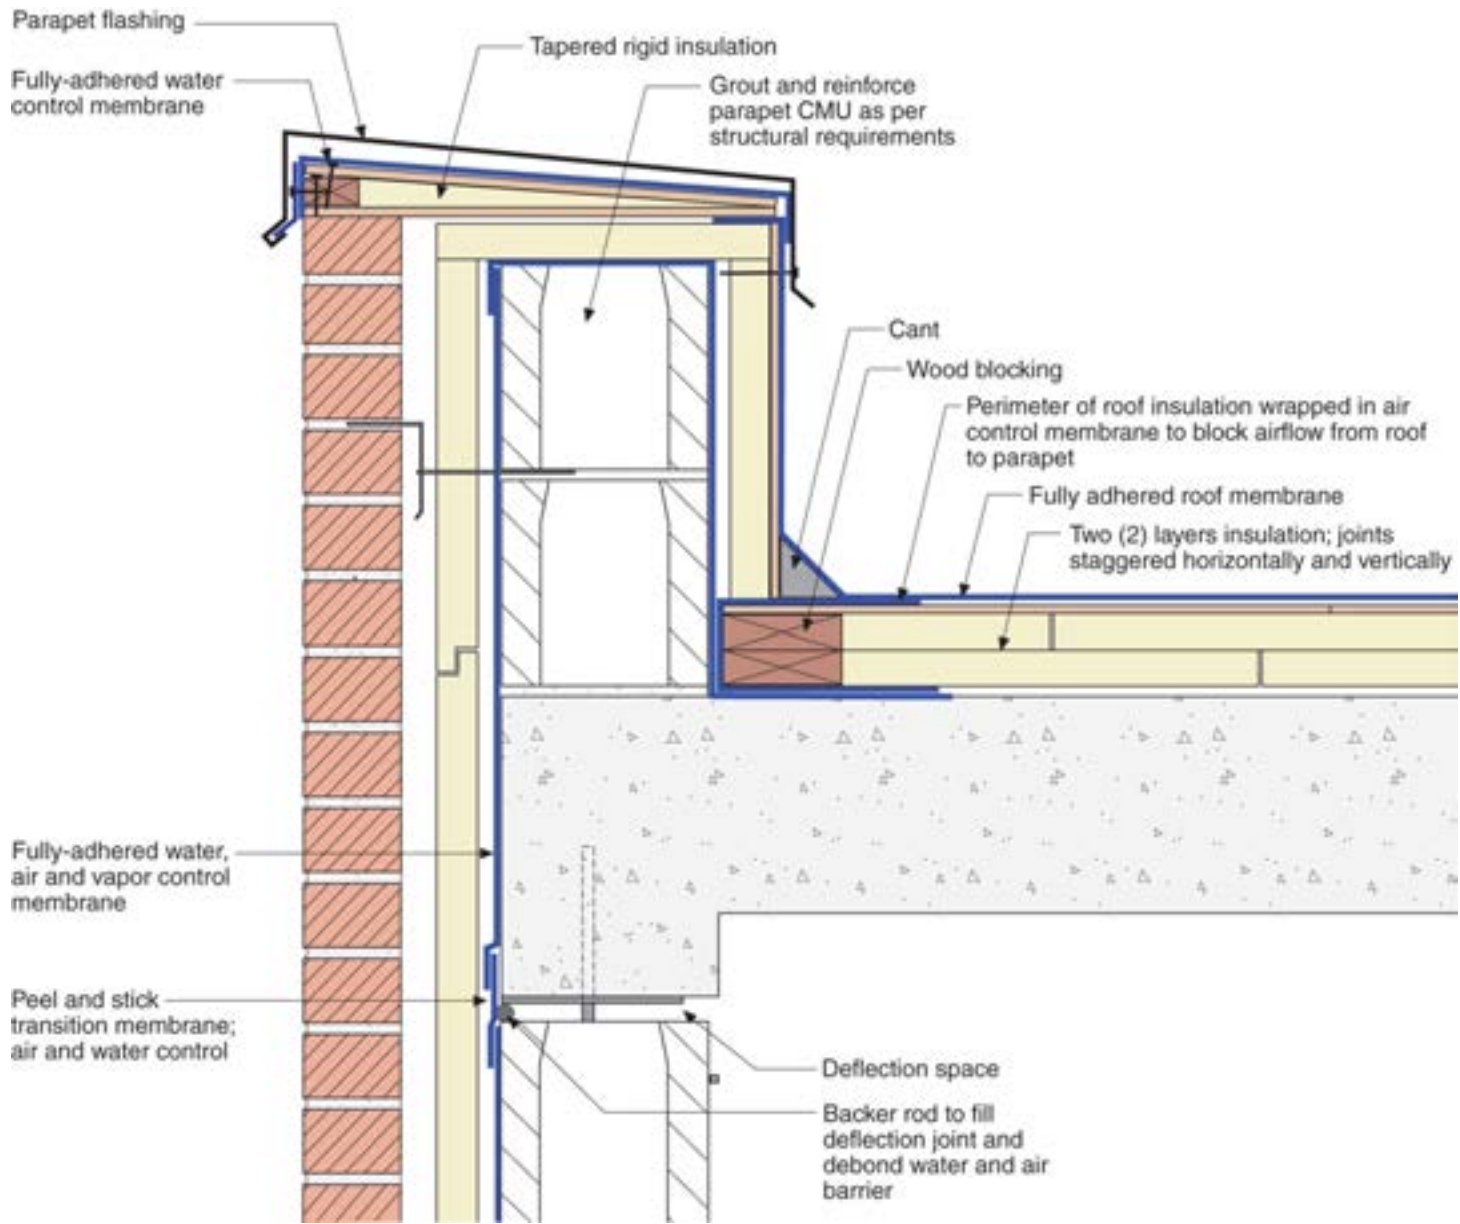 Parapet flashing
Fully-adhered water
control membrane
Tapered rigid insulation
Grout and reinforce
parapet CMU as per
structural requirements
Cant
Wood blocking
Perimeter of roof insulation wrapped in air
control membrane to block airflow from roof
to parapet
Fully adhered roof membrane
Two (2) layers insulation; joints
staggered horizontally and vertically
Fully-adhered water,
air and vapor control
membrane
Peel and stick
transition membrane;
air and water control
Deflection space
Backer rod to fill
deflection joint and
debond water and air
barrier